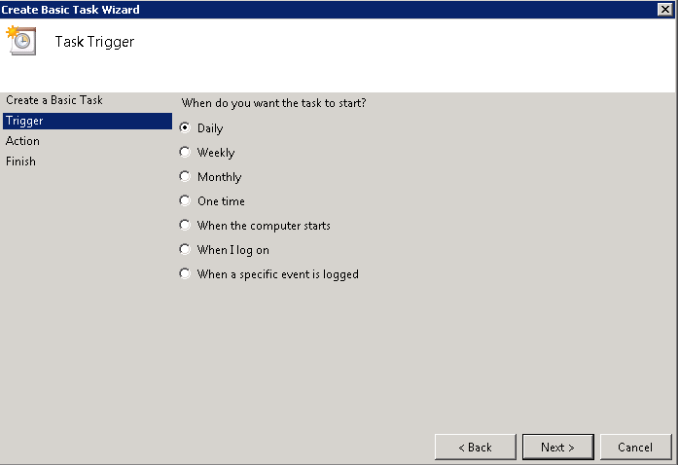 Create Basic Task Wizard
Task Trigger
Create a Basic Task
Trigger
Action
Finish
When do you want the task to start?
Daily
Weekly
Monthly
One time
When the computer starts
When I log on
When a specific event is logged
< Back
Next >
Cancel